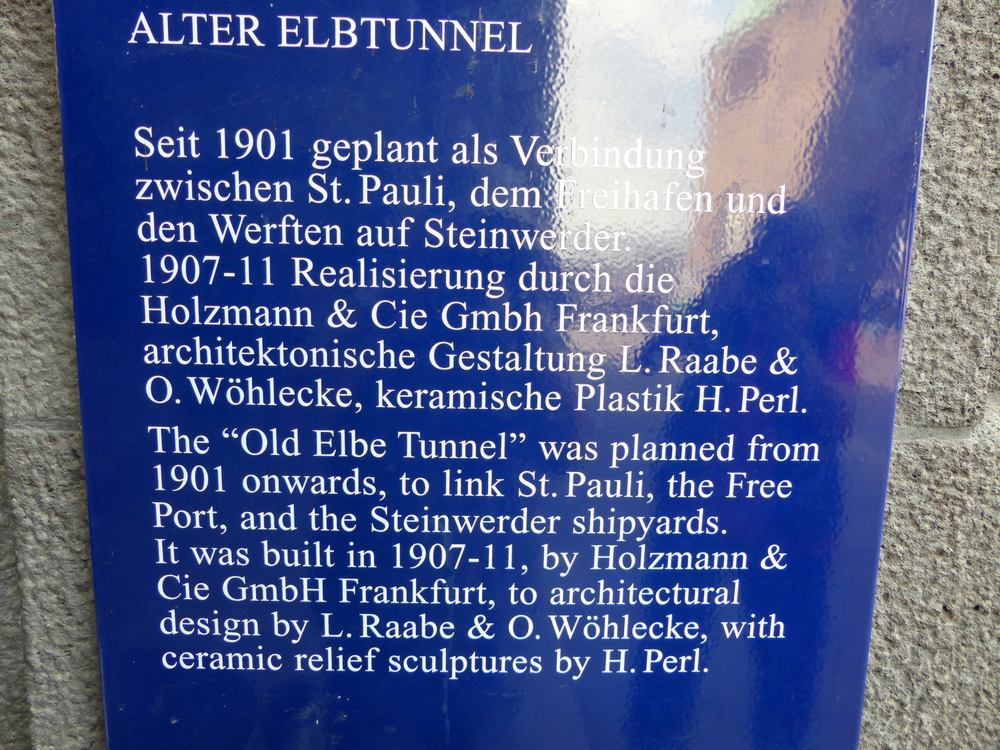 ALTER ELBTUNNEL
Seit 1901 geplant als Verbindung
zwischen St. Pauli, dem Freihafen und
den Werften auf Steinwerder.
1907-11 Realisierung durch die
Holzmann & Cie Gmbh Frankfurt,
architektonische Gestaltung L. Raabe &
O. Wöhlecke, keramische Plastik H. Perl.
The “Old Elbe Tunnel” was planned from
1901 onwards, to link St. Pauli, the Free
Port, and the Steinwerder shipyards.
It was built in 1907-11, by Holzmann &
Cie GmbH Frankfurt, to architectural
design by L. Raabe & O. Wöhlecke, with
ceramic relief sculptures by H. Perl.